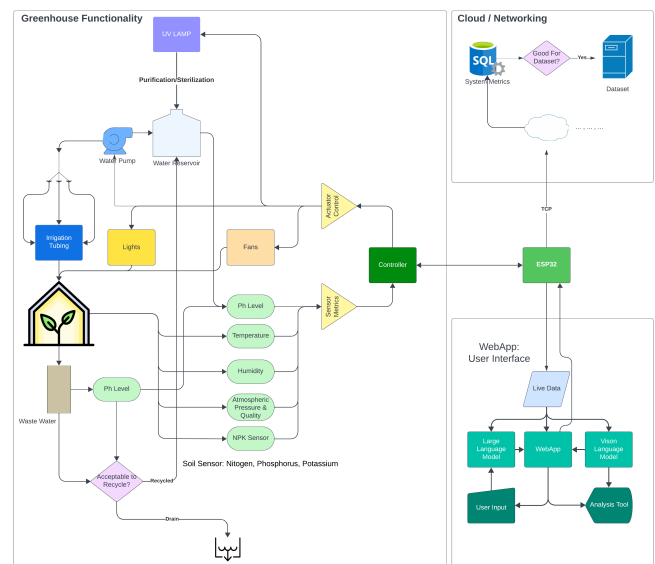 Greenhouse Functionality
UV LAMP
Purification/Sterilization
Water Pump
Water Reservoir
Irrigation
Tubing
Lights
Fans
Actuator
Control
Controller
Sensor
Metrics
Ph Level
Temperature
Humidity
Atmospheric
Pressure &
Quality
NPK Sensor
Soil Sensor: Nitogen, Phosphorus, Potassium
Waste Water
Ph Level
Acceptable to
Recycle?
Recycled
Drain
Cloud / Networking
SQL
System Metrics
Good For
Dataset?
Yes
Dataset
... , ... , ...
TCP
ESP32
WebApp:
User Interface
Live Data
Large
Language
Model
WebApp
Vison
Language
Model
User Input
Analysis Tool